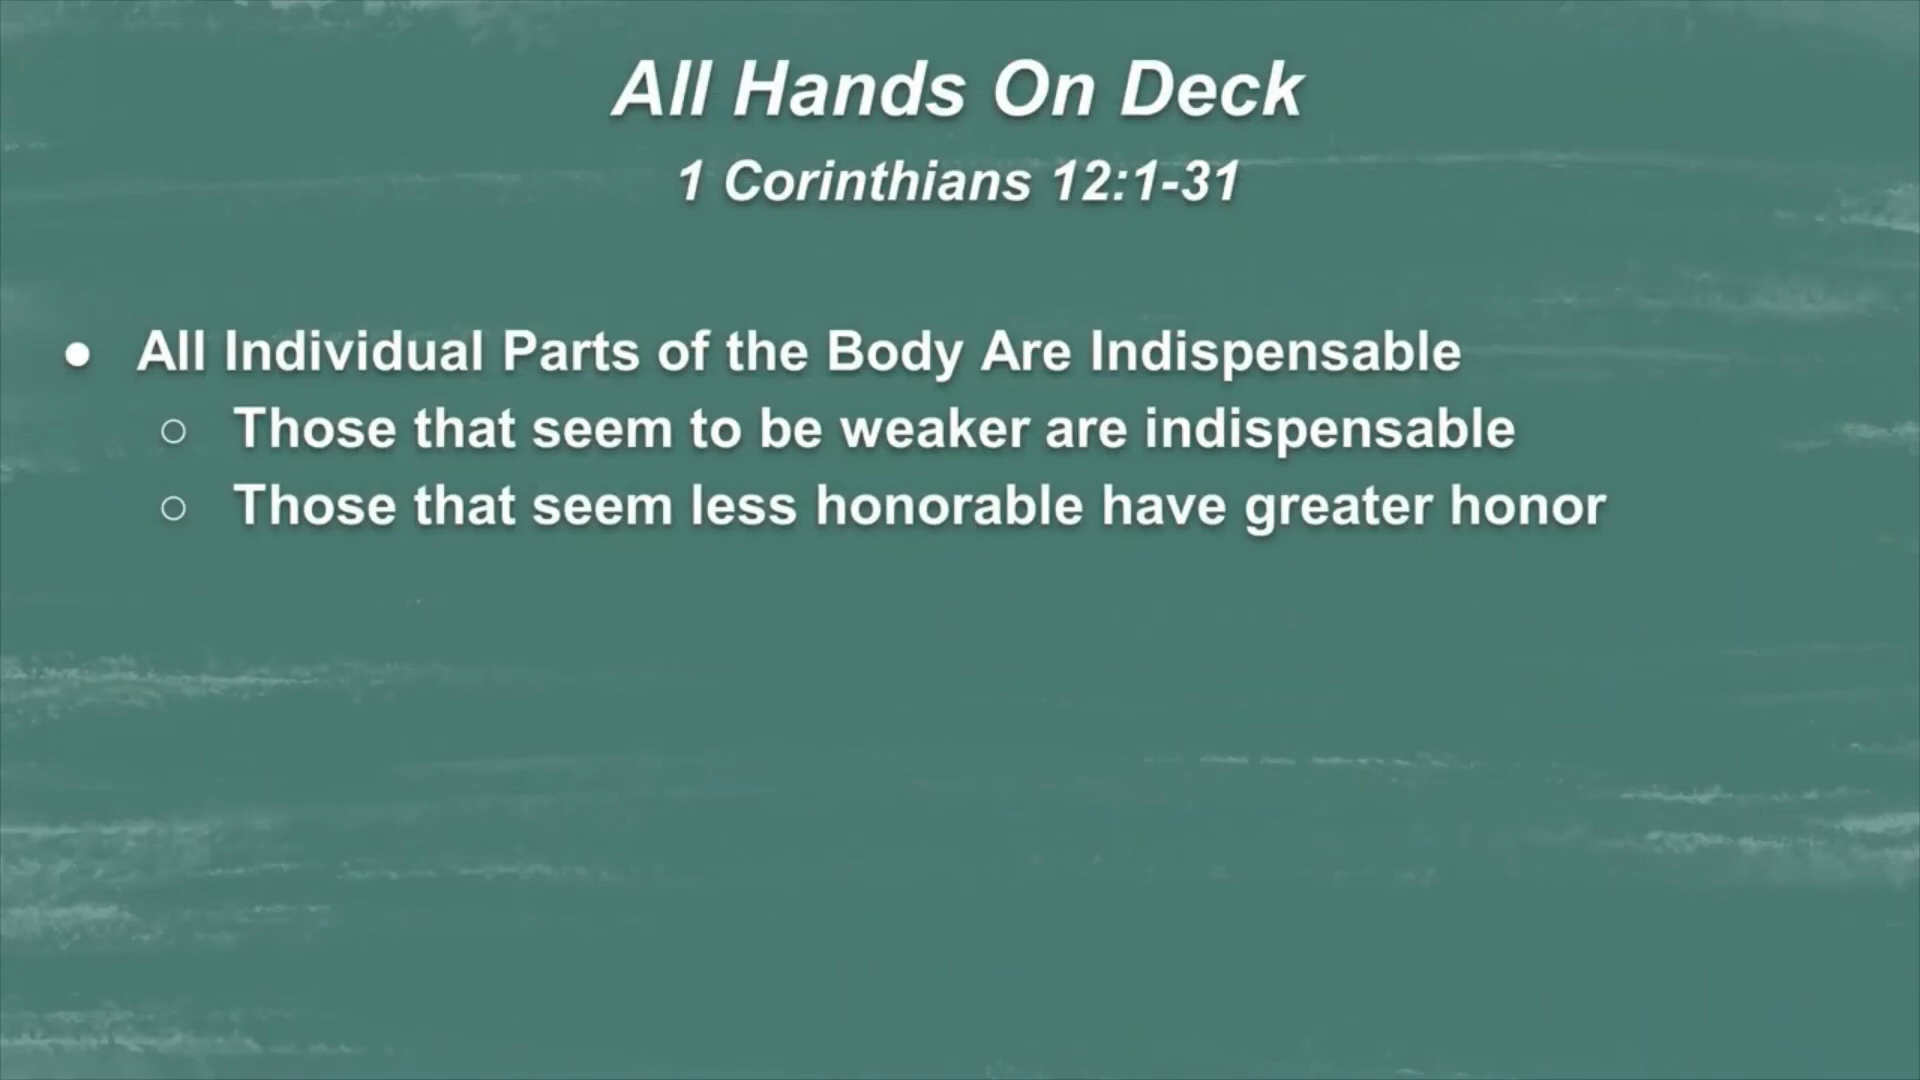 All Hands On Deck
1 Corinthians 12:1-31
● All Individual Parts of the Body Are Indispensable
○ Those that seem to be weaker are indispensable
○ Those that seem less honorable have greater honor